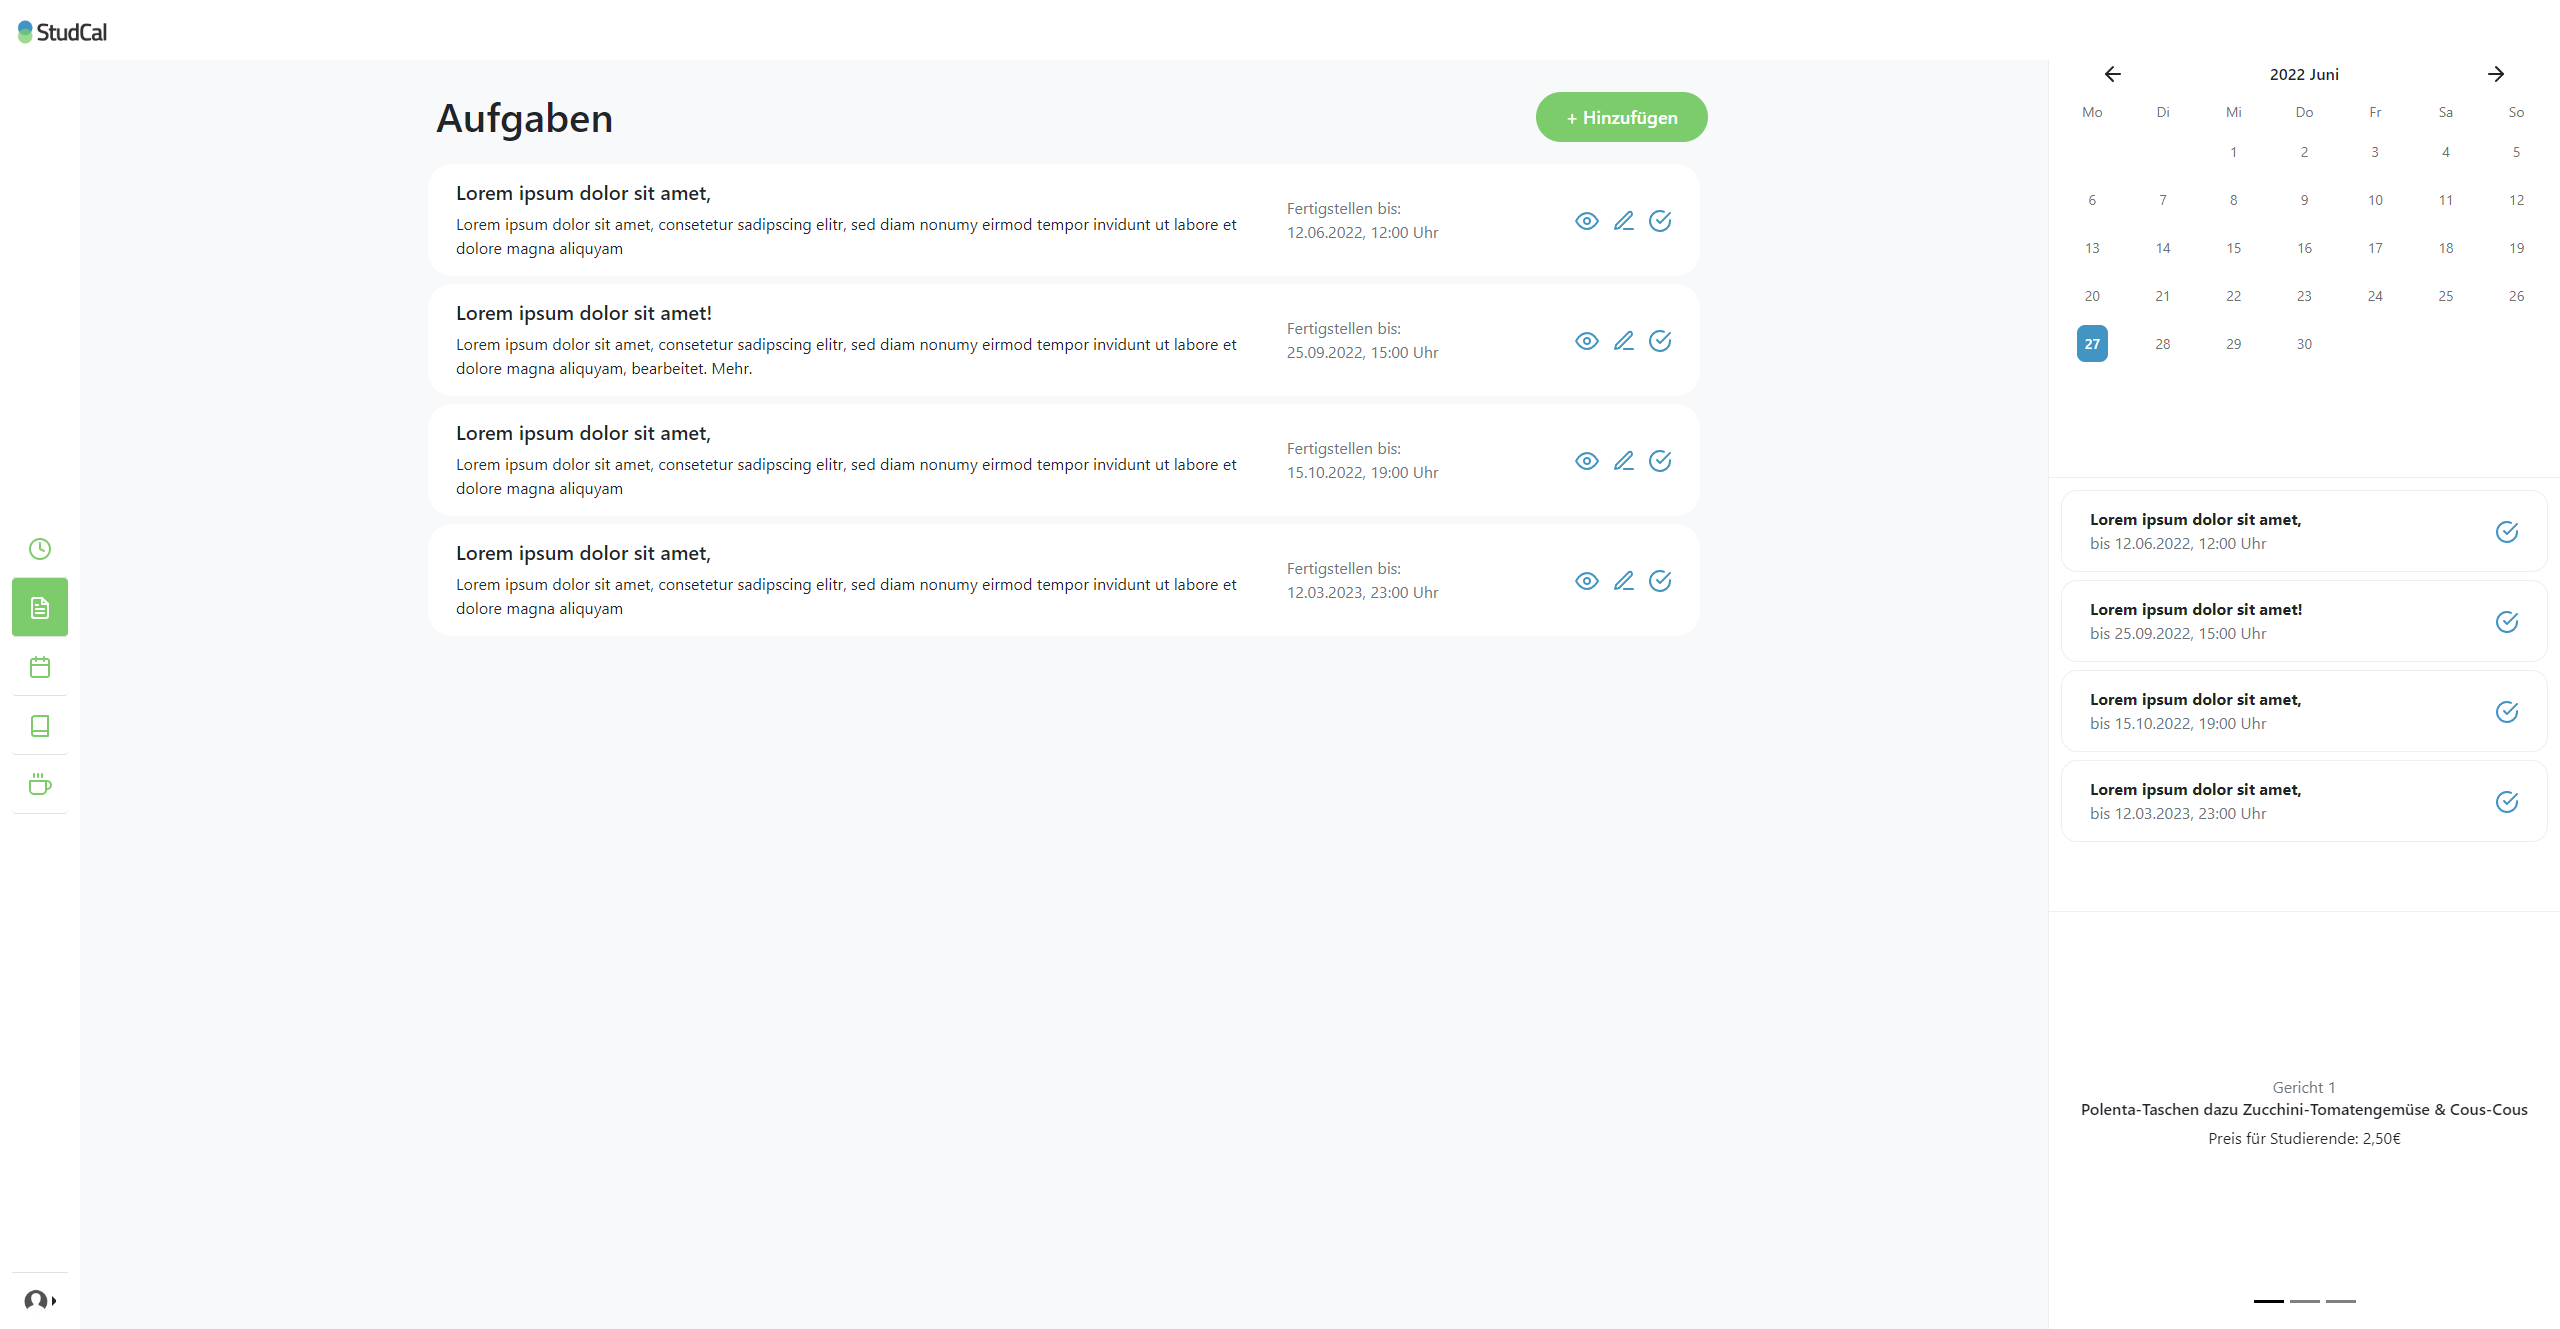 StudCal
Aufgaben
+ Hinzufügen
Lorem ipsum dolor sit amet,
Lorem ipsum dolor sit amet, consetetur sadipscing elitr, sed diam nonumy eirmod tempor invidunt ut labore et
dolore magna aliquyam
Fertigstellen bis:
12.06.2022, 12:00 Uhr
Lorem ipsum dolor sit amet!
Lorem ipsum dolor sit amet, consetetur sadipscing elitr, sed diam nonumy eirmod tempor invidunt ut labore et
dolore magna aliquyam, bearbeitet. Mehr.
Fertigstellen bis:
25.09.2022, 15:00 Uhr
Lorem ipsum dolor sit amet,
Lorem ipsum dolor sit amet, consetetur sadipscing elitr, sed diam nonumy eirmod tempor invidunt ut labore et
dolore magna aliquyam
Fertigstellen bis:
15.10.2022, 19:00 Uhr
Lorem ipsum dolor sit amet,
Lorem ipsum dolor sit amet, consetetur sadipscing elitr, sed diam nonumy eirmod tempor invidunt ut labore et
dolore magna aliquyam
Fertigstellen bis:
12.03.2023, 23:00 Uhr
2022 Juni
Mo Di Mi Do Fr Sa So
1 2 3 4 5
6 7 8 9 10 11 12
13 14 15 16 17 18 19
20 21 22 23 24 25 26
27 28 29 30
Lorem ipsum dolor sit amet,
bis 12.06.2022, 12:00 Uhr
Lorem ipsum dolor sit amet!
bis 25.09.2022, 15:00 Uhr
Lorem ipsum dolor sit amet,
bis 15.10.2022, 19:00 Uhr
Lorem ipsum dolor sit amet,
bis 12.03.2023, 23:00 Uhr
Gericht 1
Polenta-Taschen dazu Zucchini-Tomatengemüse & Cous-Cous
Preis für Studierende: 2,50€